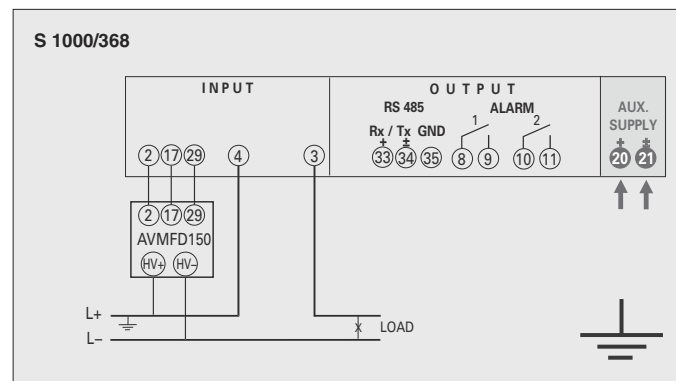 S 1000/368
INPUT
OUTPUT
RS 485 ALARM
AUX.
SUPPLY
1 2
Rx / Tx GND
+ ±
2 17 29 4 3
33 34 35 8 9 10 11
20 21
2 17 29
AVMFD150
HV+ HV–
L+
LOAD
L–